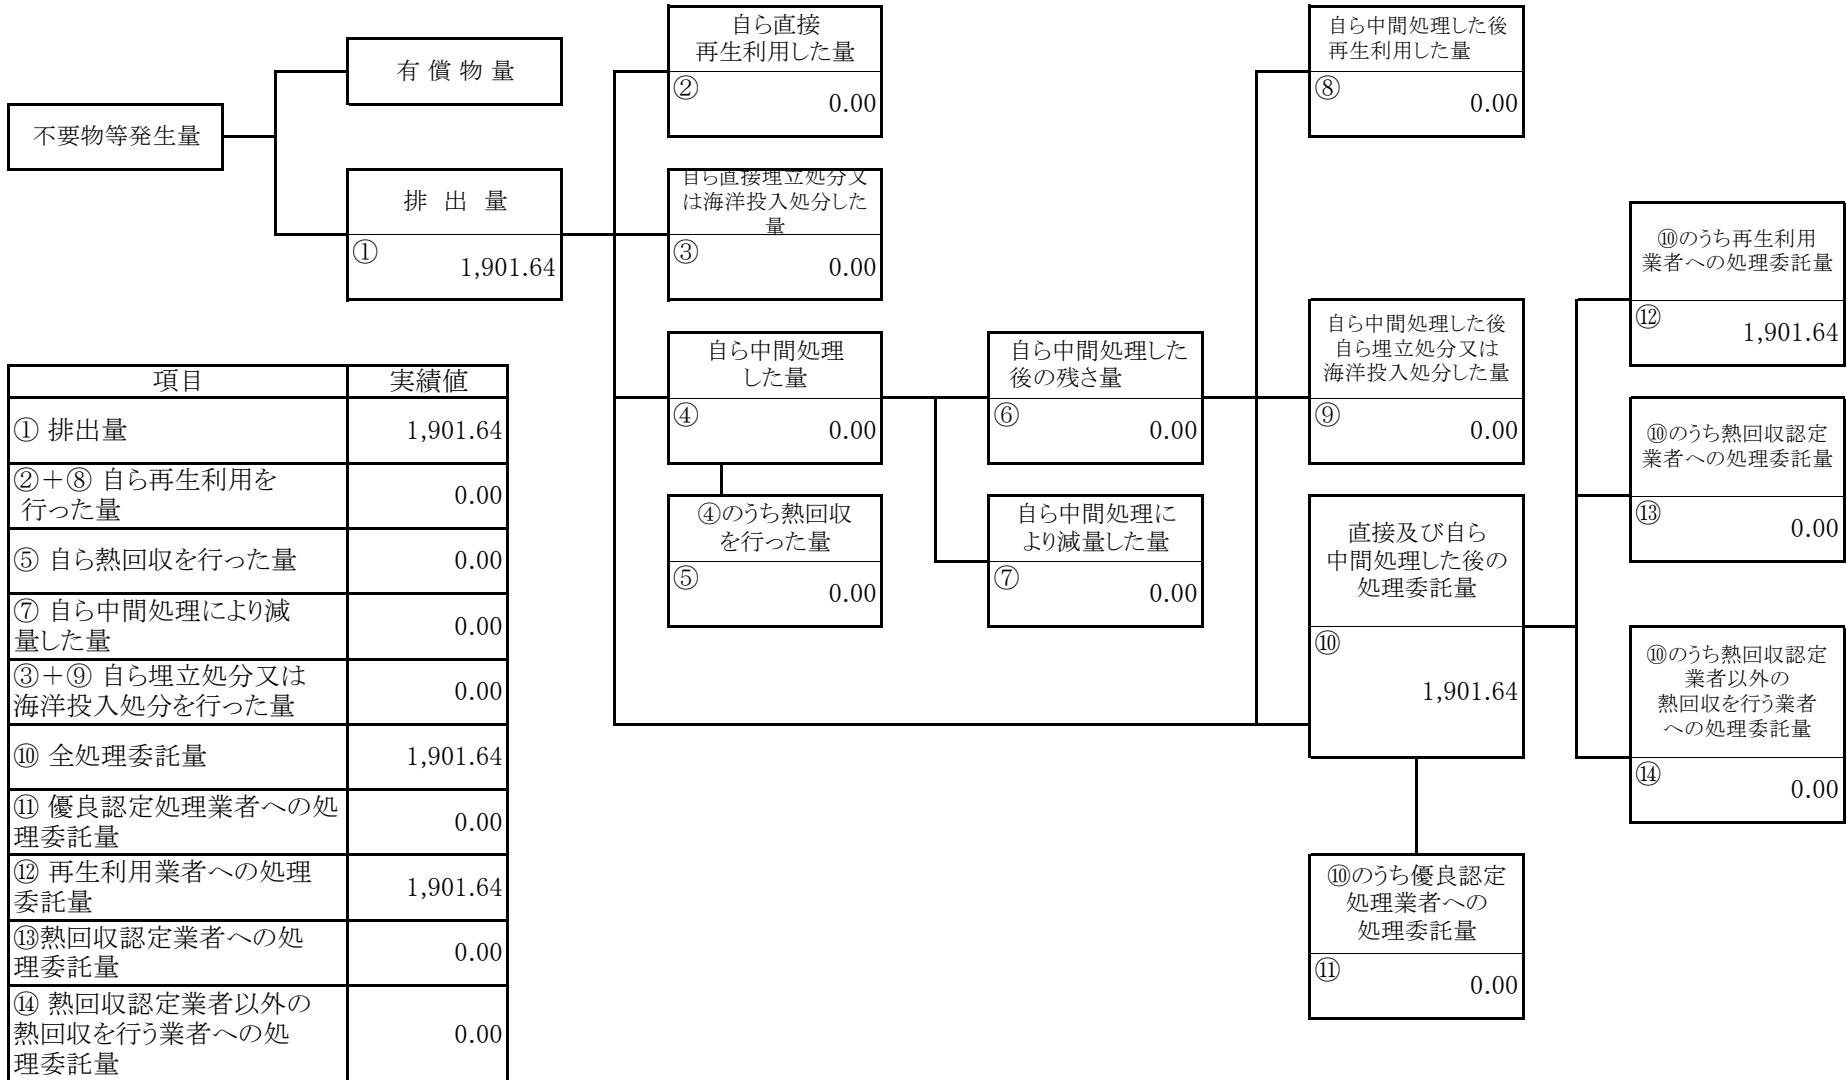 不要物等発生量
有 償 物 量
排 出 量
①
1,901.64
自ら直接
再生利用した量
②
0.00
自ら直接埋立処分又
は海洋投入処分した
量
③
0.00
自ら中間処理
した量
④
0.00
④のうち熱回収
を行った量
⑤
0.00
自ら中間処理した
後の残さ量
⑥
0.00
自ら中間処理に
より減量した量
⑦
0.00
自ら中間処理した後
再生利用した量
⑧
0.00
自ら中間処理した後
自ら埋立処分又は
海洋投入処分した量
⑨
0.00
直接及び自ら
中間処理した後の
処理委託量
⑩
1,901.64
⑩のうち優良認定
処理業者への
処理委託量
⑪
0.00
⑩のうち再生利用
業者への処理委託量
⑫
1,901.64
⑩のうち熱回収認定
業者への処理委託量
⑬
0.00
⑩のうち熱回収認定
業者以外の
熱回収を行う業者
への処理委託量
⑭
0.00
項目 実績値
① 排出量 1,901.64
②＋⑧ 自ら再生利用を
行った量 0.00
⑤ 自ら熱回収を行った量 0.00
⑦ 自ら中間処理により減
量した量 0.00
③＋⑨ 自ら埋立処分又は
海洋投入処分を行った量 0.00
⑩ 全処理委託量 1,901.64
⑪ 優良認定処理業者への処
理委託量 0.00
⑫ 再生利用業者への処理
委託量 1,901.64
⑬熱回収認定業者への処
理委託量 0.00
⑭ 熱回収認定業者以外の
熱回収を行う業者への処
理委託量 0.00